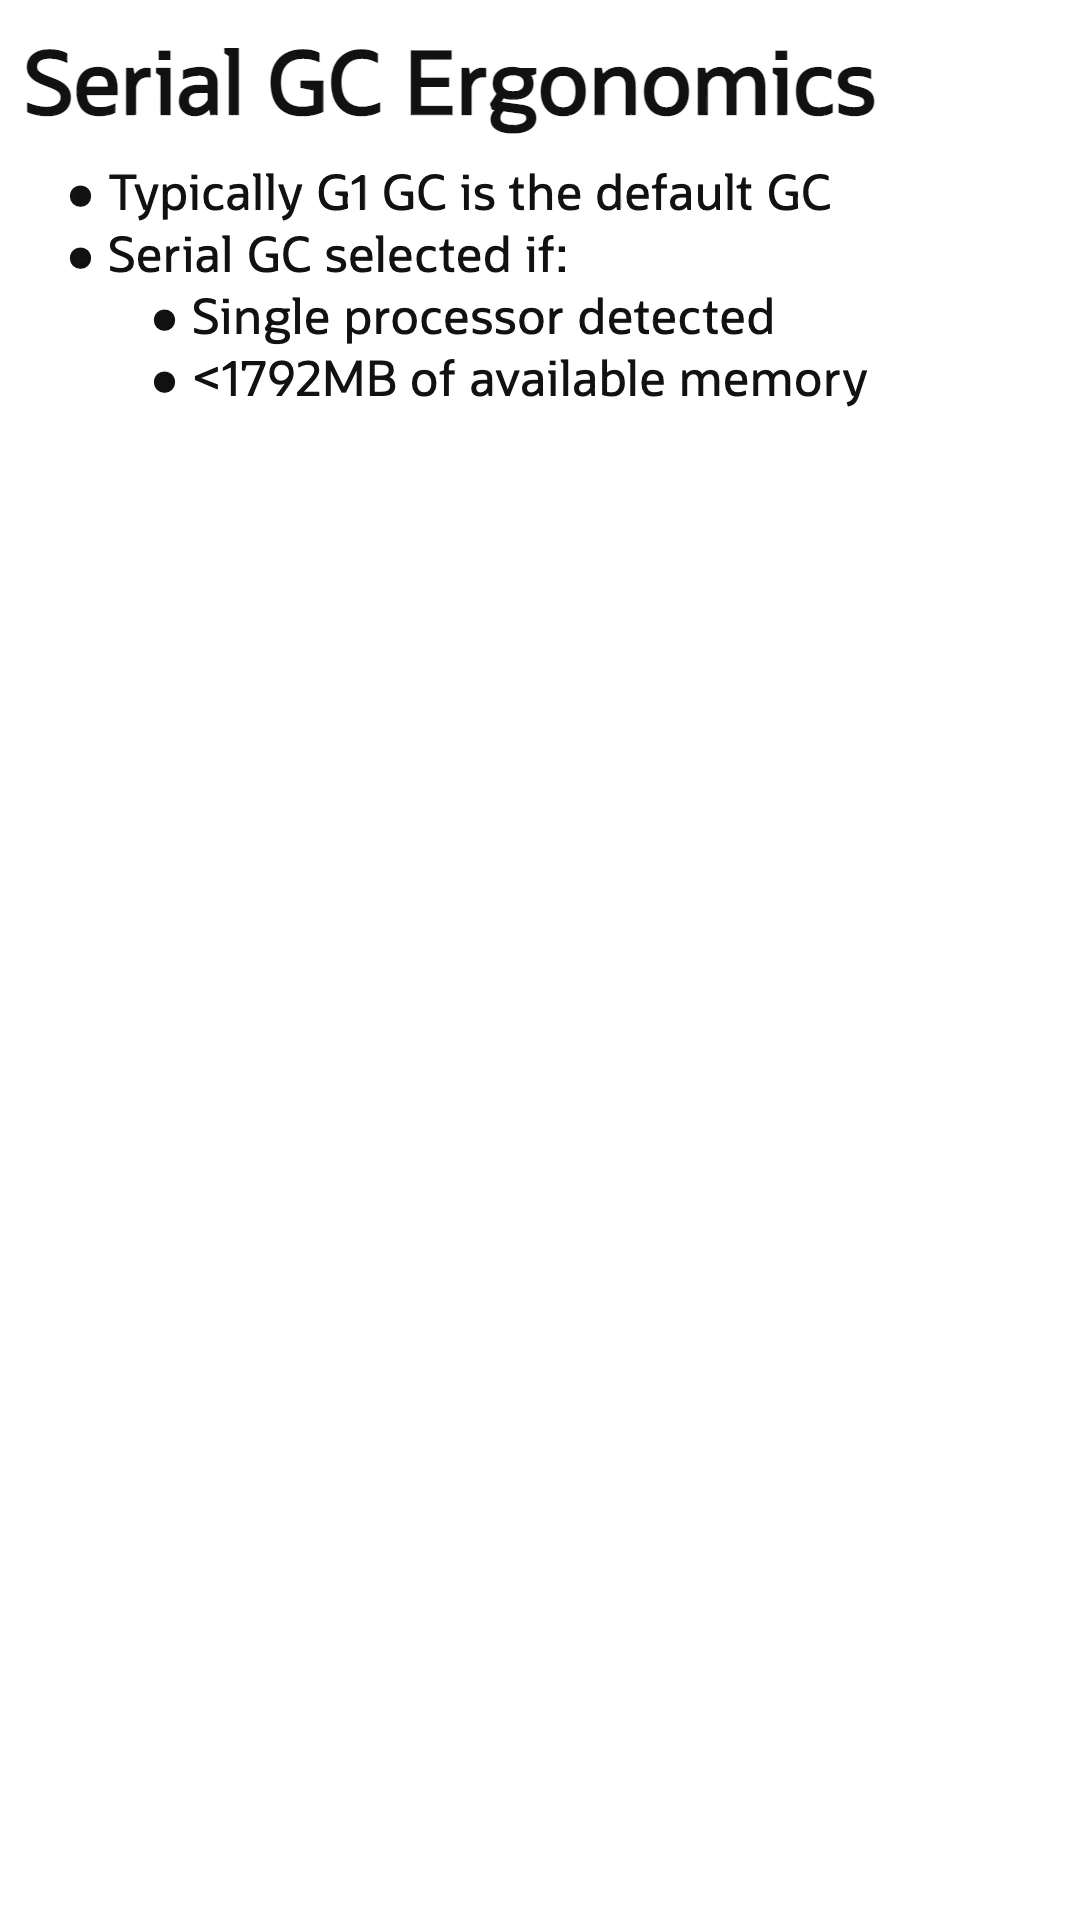 Serial GC Ergonomics
• Typically G1 GC is the default GC
• Serial GC selected if:
• Single processor detected
• <1792MB of available memory